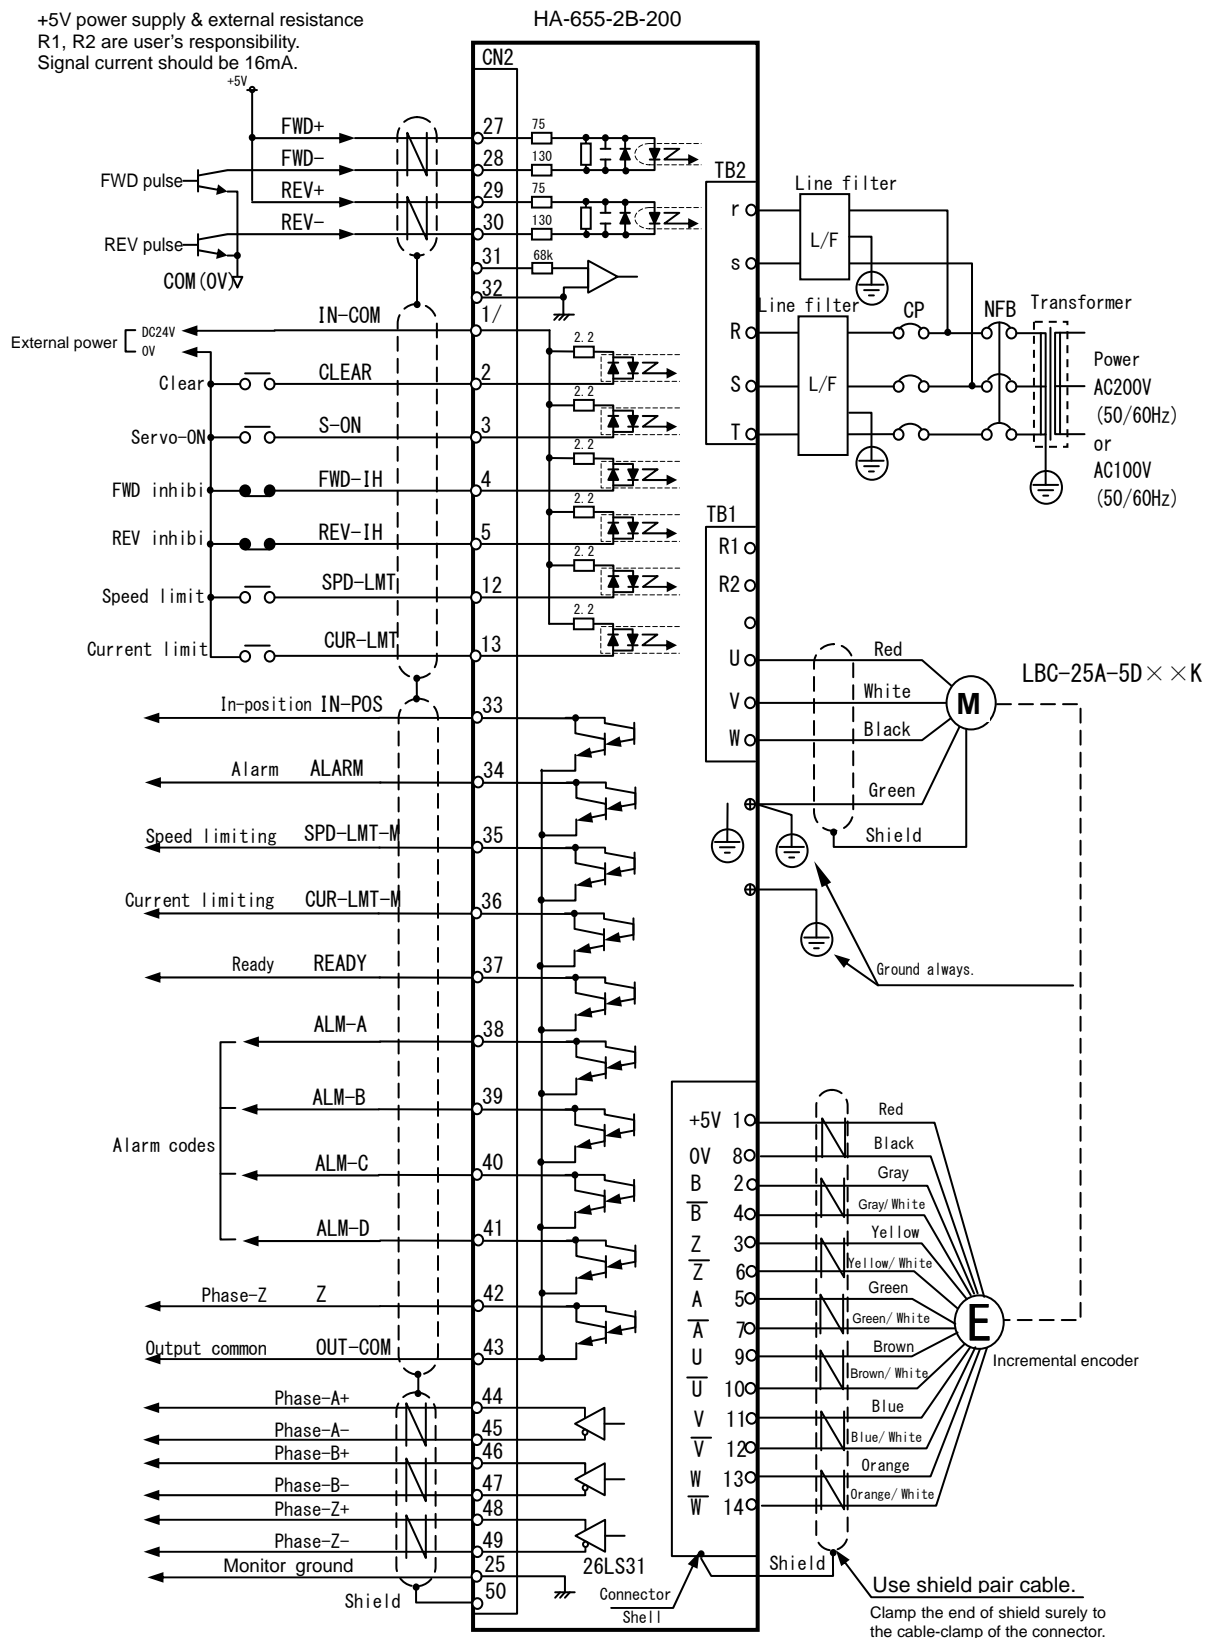 +5V power supply & external resistance
R1, R2 are user's responsibility.
Signal current should be 16mA.
HA-655-2B-200
+5V
CN2
FWD+
27
75
FWD-
28
130
FWD pulse
REV+
29
75
REV-
30
130
REV pulse
31
68k
COM(0V)
32
IN-COM
1/
External power
DC24V
0V
2.2
Clear
CLEAR
2
2.2
Servo-ON
S-ON
3
2.2
FWD inhibi
FWD-IH
4
2.2
REV inhibi
REV-IH
5
2.2
Speed limit
SPD-LMT
12
2.2
Current limit
CUR-LMT
13
In-position IN-POS
33
Alarm ALARM
34
Speed limiting SPD-LMT-M
35
Current limiting CUR-LMT-M
36
Ready READY
37
ALM-A
38
ALM-B
39
Alarm codes
ALM-C
40
ALM-D
41
Phase-Z Z
42
Output common OUT-COM
43
Phase-A+
44
Phase-A-
45
Phase-B+
46
Phase-B-
47
Phase-Z+
48
Phase-Z-
49
26LS31
Monitor ground
25
Shield
50
TB2
Line filter
r
L/F
s
Line filter
CP
NFB
Transformer
R
S
L/F
T
Power
AC200V
(50/60Hz)
or
AC100V
(50/60Hz)
TB1
R1
R2
U
Red
V
White
W
Black
M
LBC-25A-5D××K
Green
Shield
Ground always.
+5V 1
Red
0V 8
Black
B 2
Gray
B 4
Gray/White
Z 3
Yellow
Z 6
Yellow/White
A 5
Green
A 7
Green/White
U 9
Brown
U 10
Brown/White
V 11
Blue
V 12
Blue/White
W 13
Orange
W 14
Orange/White
E
Incremental encoder
Shield
Connector
Shell
Use shield pair cable.
Clamp the end of shield surely to
the cable-clamp of the connector.